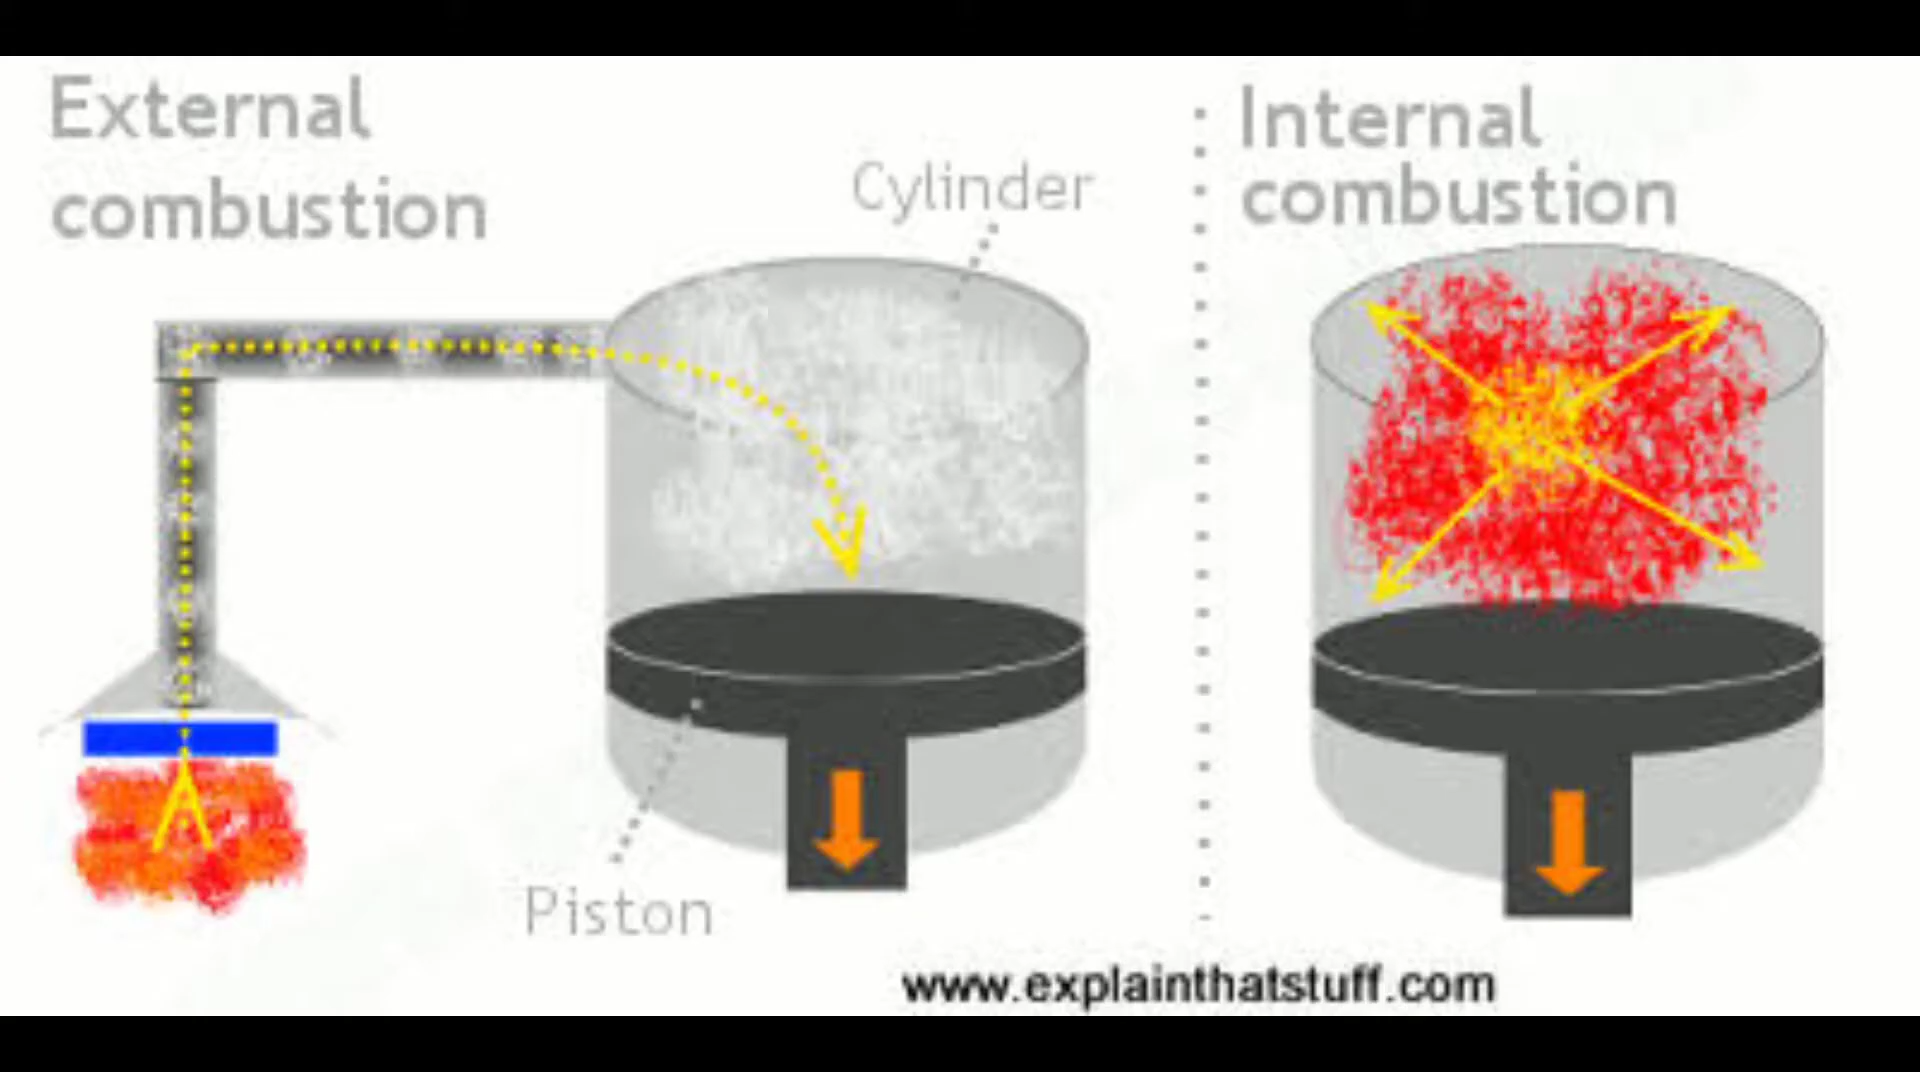 External
combustion
Cylinder
Piston
Internal
combustion
www.explainthatstuff.com